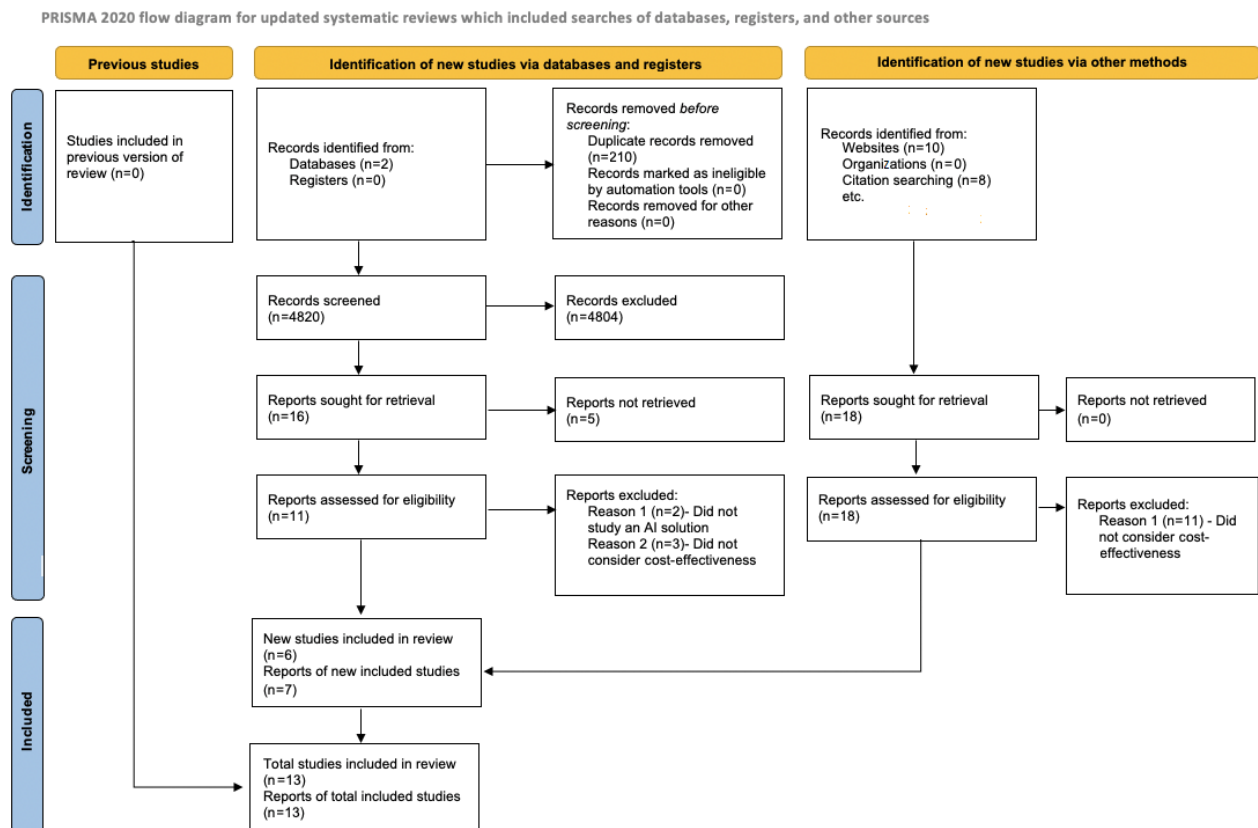 PRISMA 2020 flow diagram for updated systematic reviews which included searches of databases, registers, and other sources
Previous studies
Identification of new studies via databases and registers
Identification of new studies via other methods
Identification
Studies included in
previous version of
review (n=0)
Records identified from:
Databases (n=2)
Registers (n=0)
Records removed before
screening:
Duplicate records removed
(n=210)
Records marked as ineligible
by automation tools (n=0)
Records removed for other
reasons (n=0)
Records identified from:
Websites (n=10)
Organizations (n=0)
Citation searching (n=8)
etc.
Screening
Records screened
(n=4820)
Records excluded
(n=4804)
Reports sought for retrieval
(n=16)
Reports not retrieved
(n=5)
Reports sought for retrieval
(n=18)
Reports not retrieved
(n=0)
Reports assessed for eligibility
(n=11)
Reports excluded:
Reason 1 (n=2)- Did not
study an AI solution
Reason 2 (n=3)- Did not
consider cost-effectiveness
Reports assessed for eligibility
(n=18)
Reports excluded:
Reason 1 (n=11) - Did
not consider cost-
effectiveness
Included
New studies included in review
(n=6)
Reports of new included studies
(n=7)
Total studies included in review
(n=13)
Reports of total included studies
(n=13)